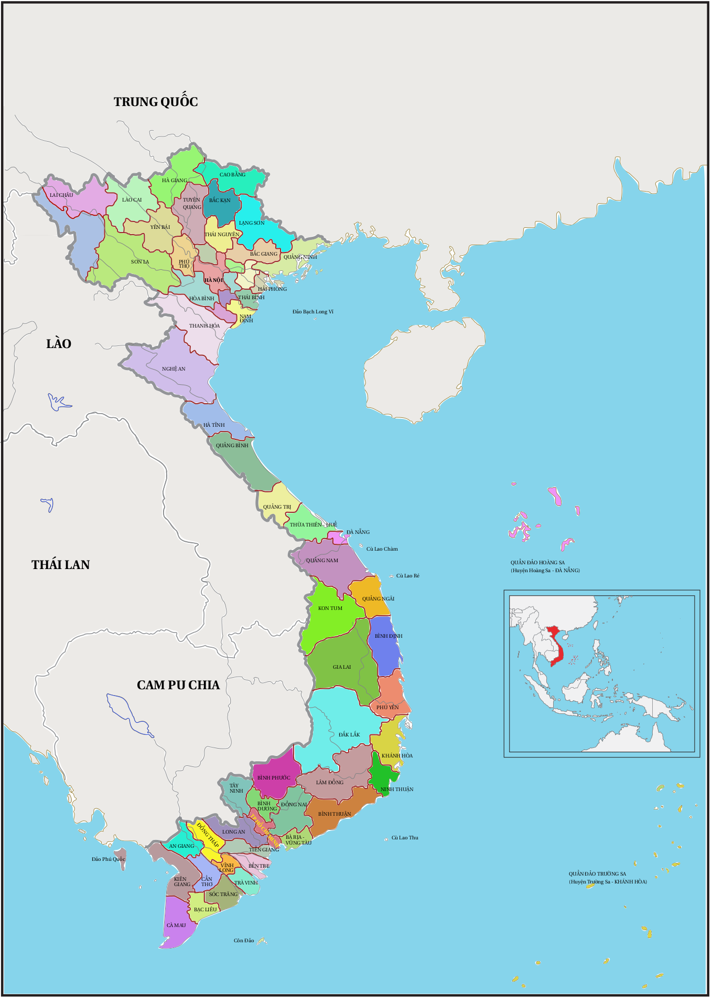 TRUNG QUỐC
CAO BẰNG
HÀ GIANG
LAI CHÂU
LÀO CAI
TUYÊN
QUANG
BẮC KẠN
LẠNG SƠN
YÊN BÁI
THÁI NGUYÊN
BẮC GIANG
QUẢNG NINH
SƠN LA
PHÚ
THỌ
HÀ NỘI
HẢI PHÒNG
HÒA BÌNH
THÁI BÌNH
NAM
ĐỊNH
Đảo Bạch Long Vĩ
THANH HÓA
LÀO
NGHỆ AN
HÀ TĨNH
QUẢNG BÌNH
QUẢNG TRỊ
THỪA THIÊN - HUẾ
ĐÀ NẴNG
Cù Lao Chàm
QUẢNG NAM
THÁI LAN
QUẦN ĐẢO HOÀNG SA
(Huyện Hoàng Sa - ĐÀ NẴNG)
Cù Lao Ré
QUẢNG NGÃI
KON TUM
BÌNH ĐỊNH
GIA LAI
CAM PU CHIA
PHÚ YÊN
ĐẮK LẮK
KHÁNH HÒA
BÌNH PHƯỚC
LÂM ĐỒNG
TÂY
NINH
NINH THUẬN
BÌNH
DƯƠNG
ĐỒNG NAI
BÌNH THUẬN
TP.HỒ CHÍ MINH
ĐỒNG THÁP
LONG AN
BÀ RỊA -
VŨNG TÀU
Cù Lao Thu
AN GIANG
TIỀN GIANG
Đảo Phú Quốc
VĨNH
LONG
BẾN TRE
QUẦN ĐẢO TRƯỜNG SA
(Huyện Trường Sa - KHÁNH HÒA)
KIÊN
GIANG
CẦN
THƠ
TRÀ VINH
SÓC TRĂNG
BẠC LIÊU
CÀ MAU
Côn Đảo